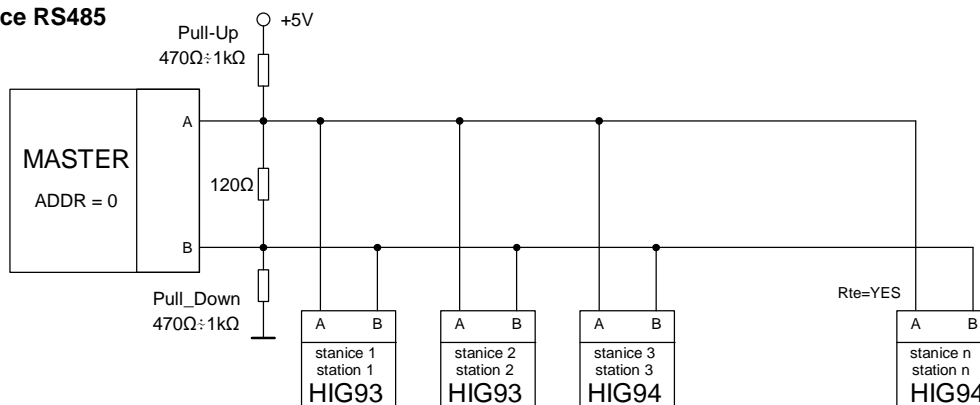 ce RS485
+5V
Pull-Up
470Ω÷1kΩ
A
MASTER
ADDR = 0
120Ω
B
Pull_Down
470Ω÷1kΩ
Rte=YES
A B
stanice 1
station 1
HIG93
A B
stanice 2
station 2
HIG93
A B
stanice 3
station 3
HIG94
A B
stanice n
station n
HIG94